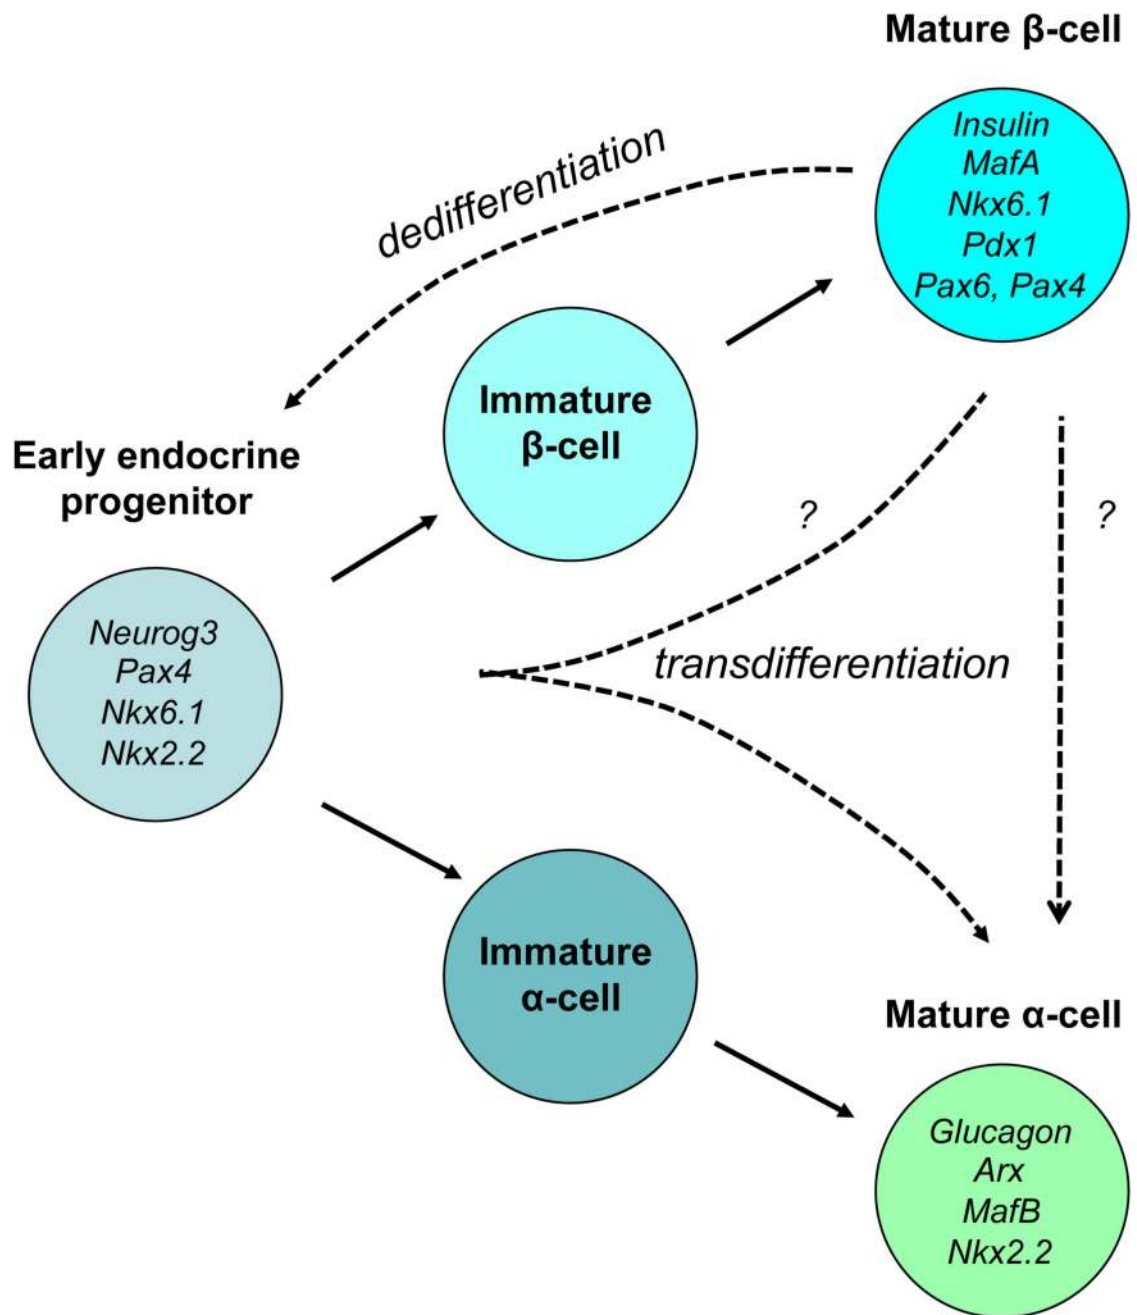 Mature β-cell
Insulin
MafA
Nkx6.1
Pdx1
Pax6, Pax4
dedifferentiation
Immature
β-cell
Early endocrine
progenitor
?
?
Neurog3
Pax4
Nkx6.1
Nkx2.2
transdifferentiation
Immature
α-cell
Mature α-cell
Glucagon
Arx
MafB
Nkx2.2